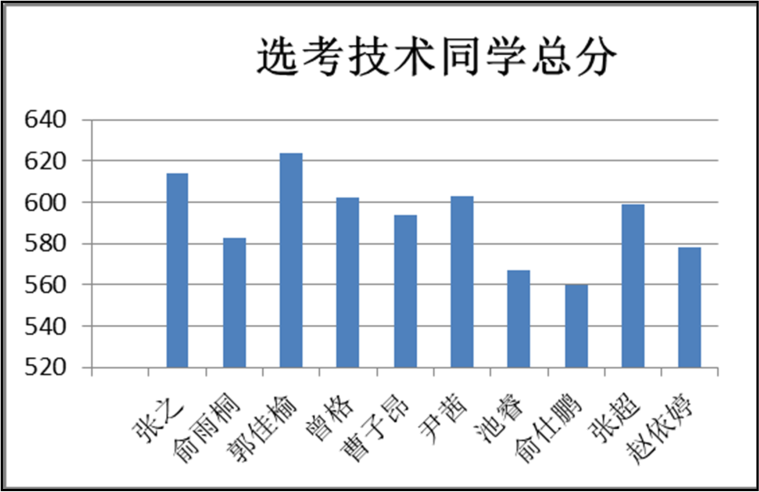 选考技术同学总分
640
620
600
580
560
540
520
张之
俞雨桐
郭佳榆
曾格
曹子昂
尹茜
池睿
俞仕鹏
张超
赵依婷